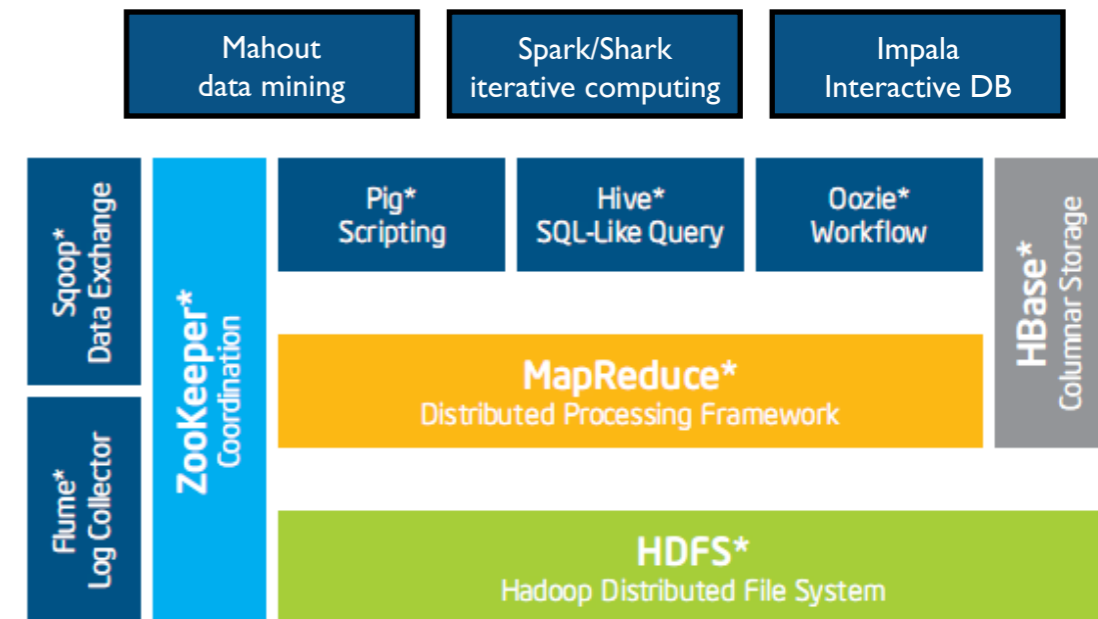 Mahout
data mining
Spark/Shark
iterative computing
Impala
Interactive DB
Sqoop*
Data Exchange
Flume*
Log Collector
ZooKeeper*
Coordination
Pig*
Scripting
Hive*
SQL-Like Query
Oozie*
Workflow
MapReduce*
Distributed Processing Framework
HBase*
Columnar Storage
HDFS*
Hadoop Distributed File System